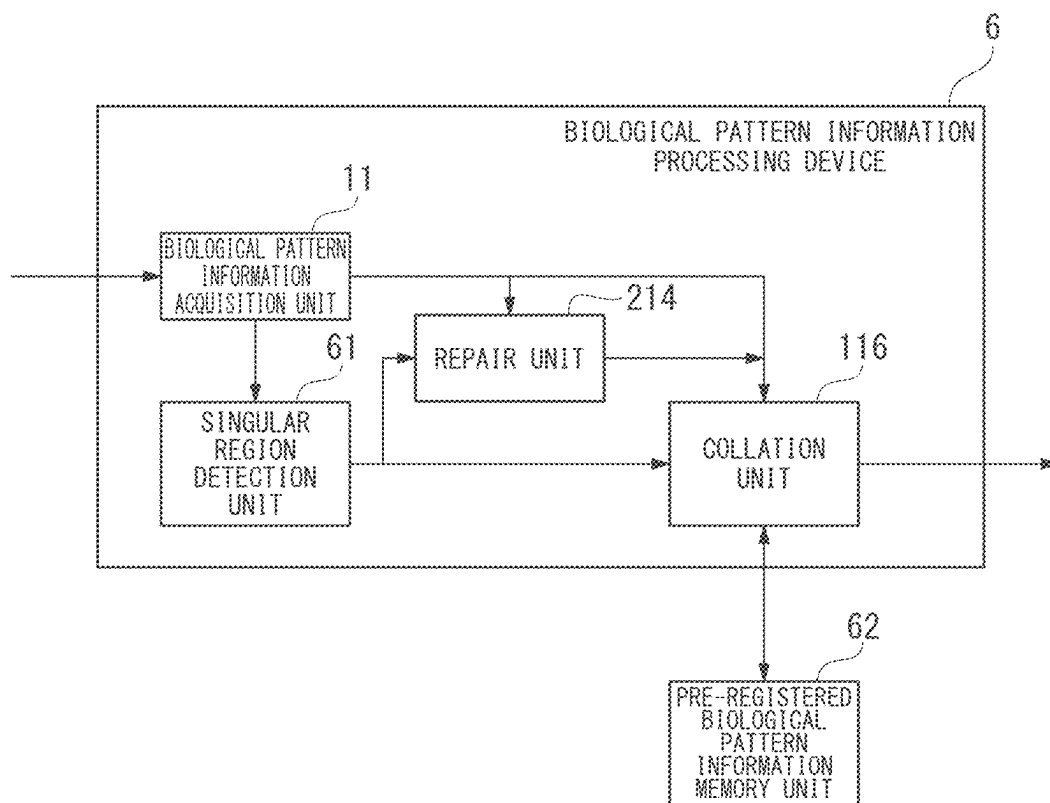 6
BIOLOGICAL PATTERN INFORMATION
PROCESSING DEVICE
11
BIOLOGICAL PATTERN
INFORMATION
ACQUISITION UNIT
214
REPAIR UNIT
61
SINGULAR
REGION
DETECTION
UNIT
116
COLLATION
UNIT
62
PRE-REGISTERED
BIOLOGICAL
PATTERN
INFORMATION
MEMORY UNIT